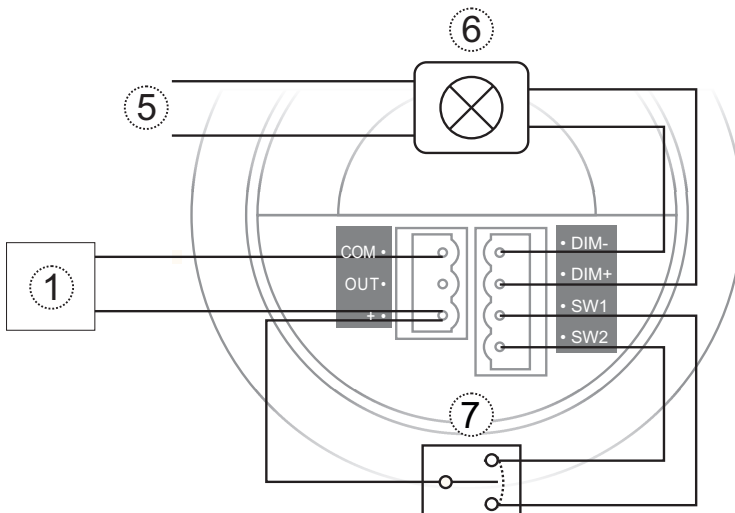 6
5
COM •
OUT•
+ •
• DIM-
• DIM+
• SW1
• SW2
1
7